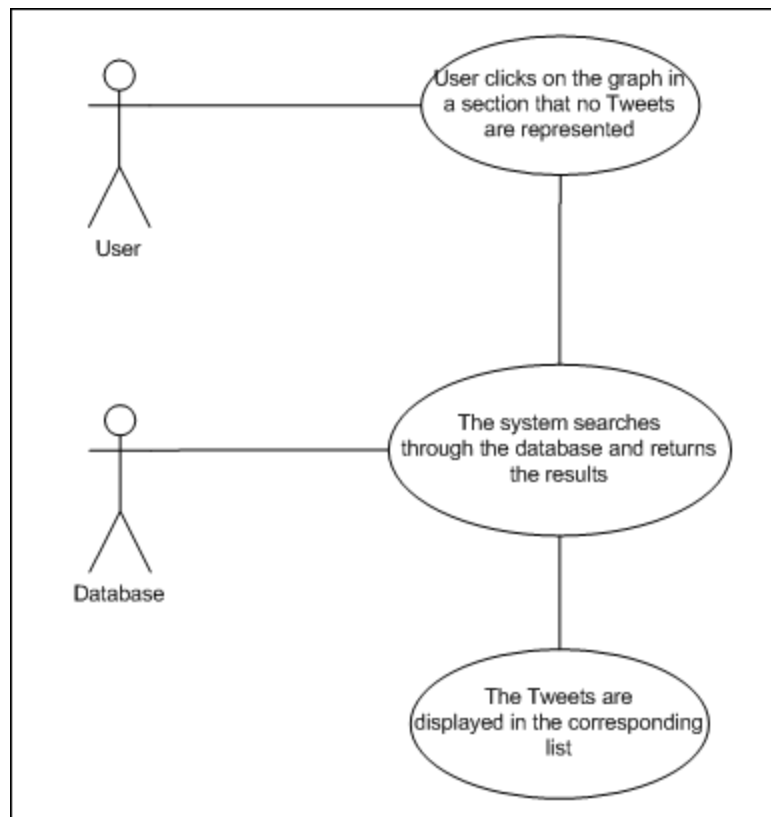 User clicks on the graph in
a section that no Tweets
are represented
User
The system searches
through the database and returns
the results
Database
The Tweets are
displayed in the corresponding
list